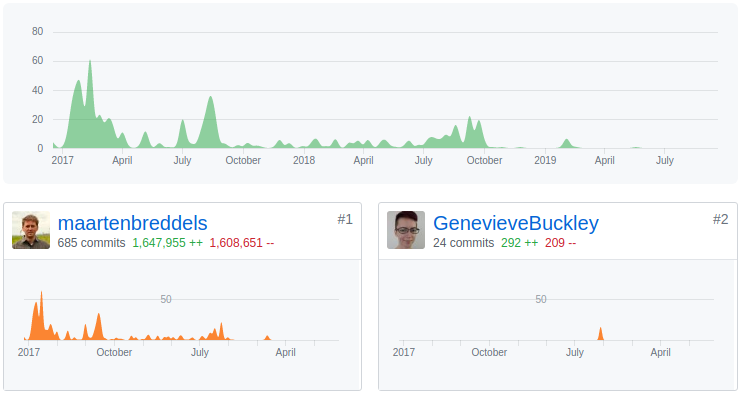 80
60
40
20
0
2017 April July October 2018 April July October 2019 April July
maartenbreddels #1
685 commits 1,647,955 ++ 1,608,651 --
50
2017 October July April
GenevieveBuckley #2
24 commits 292 ++ 209 --
50
2017 October July April